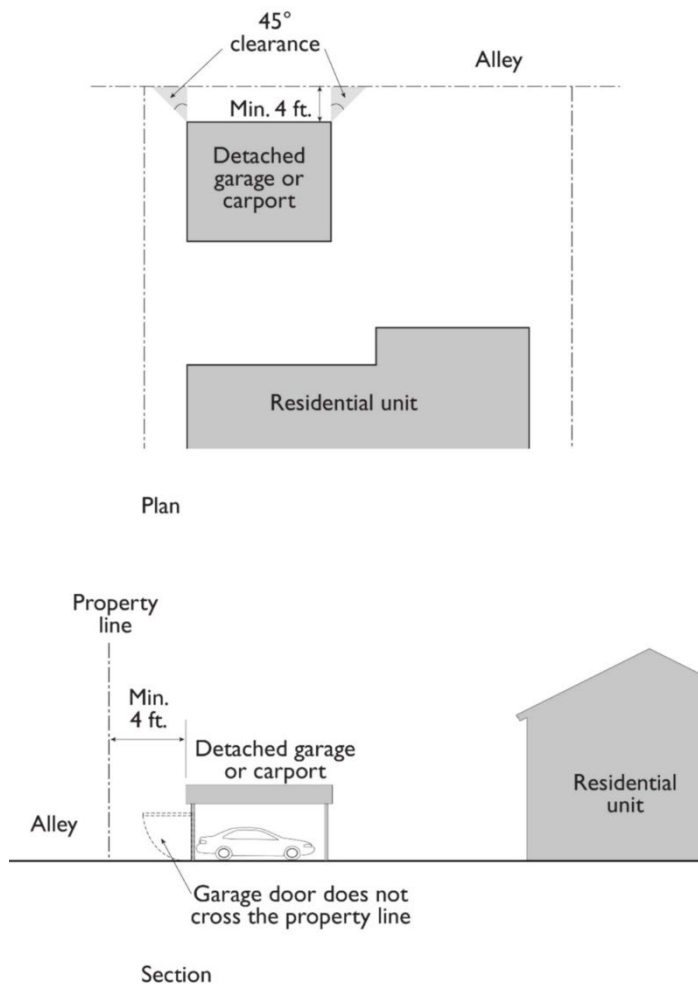 45°
clearance
Alley
Min. 4 ft.
Detached
garage or
carport
Residential unit
Plan
Property
line
Min.
4 ft.
Detached garage
or carport
Alley
Residential
unit
Garage door does not
cross the property line
Section